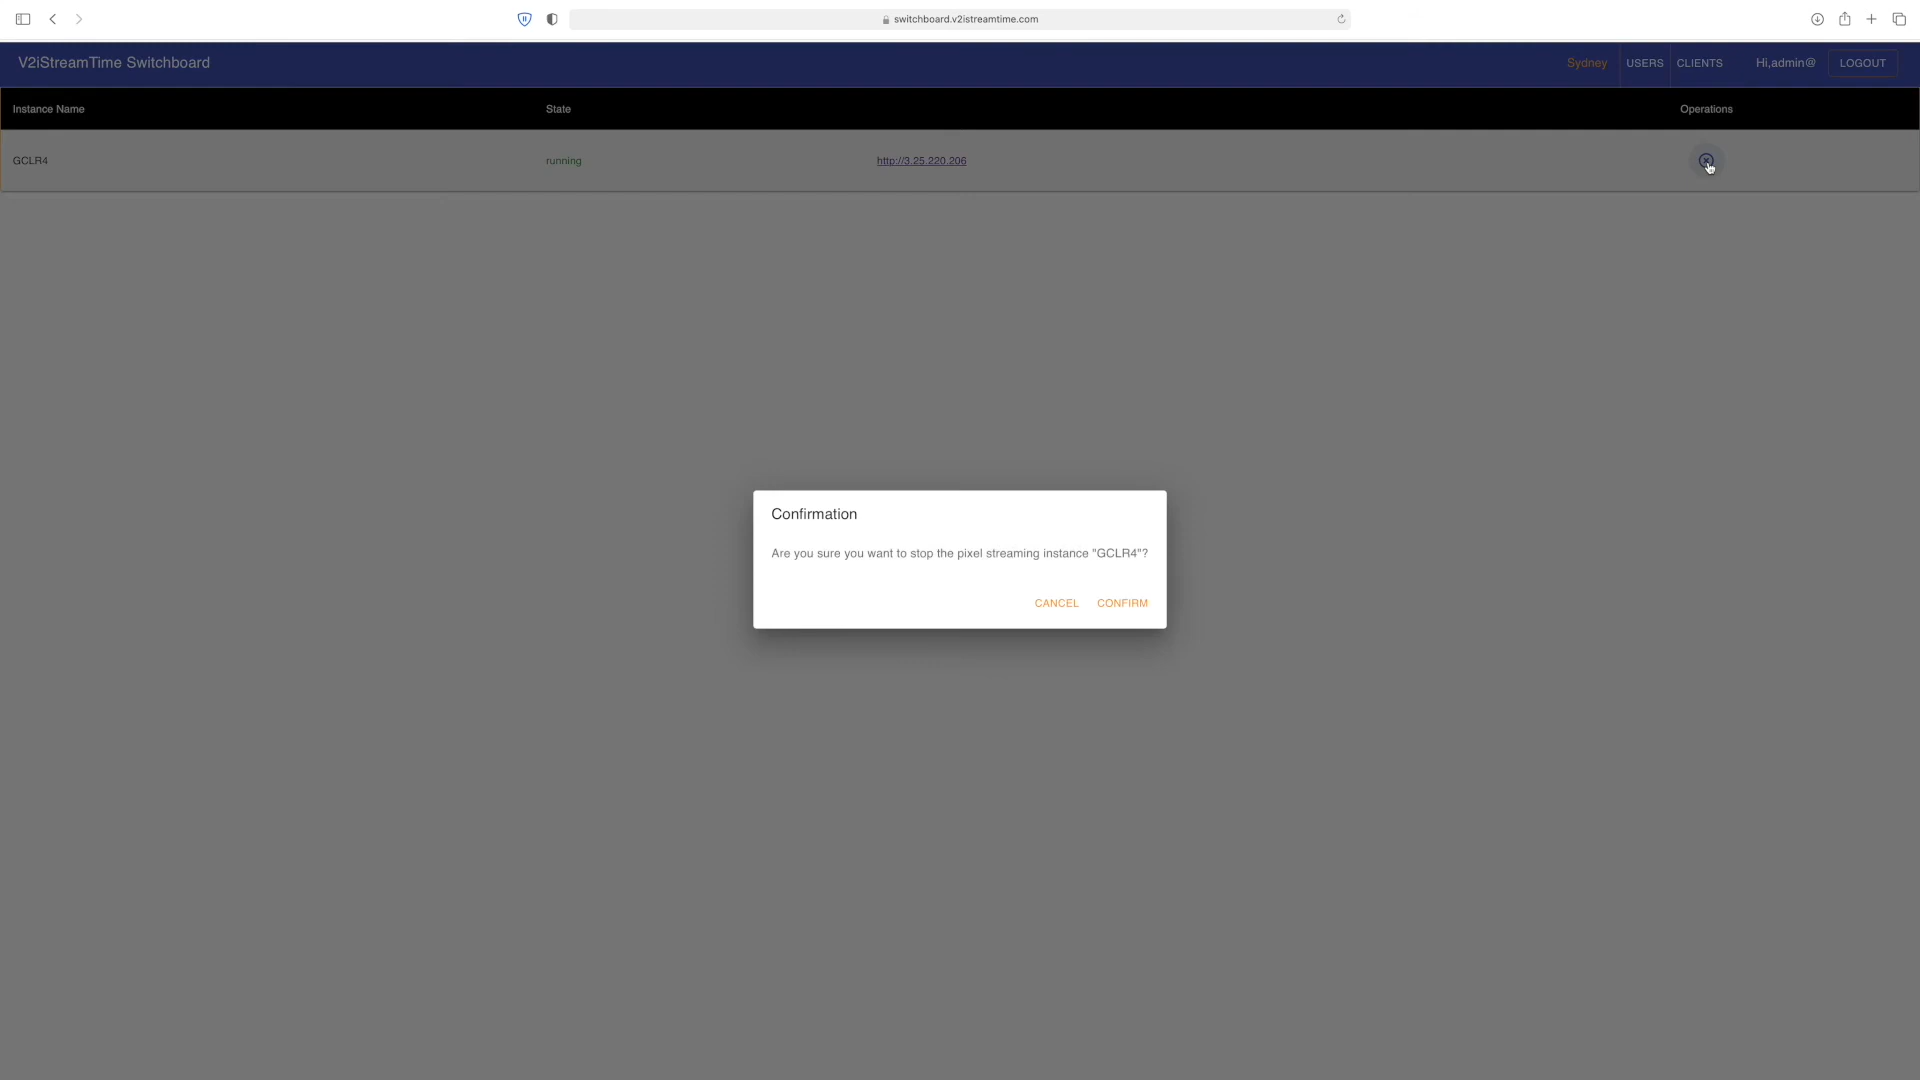 switchboard.v2istreamtime.com
V2iStreamTime Switchboard
Sydney
USERS
CLIENTS
Hi,admin@
LOGOUT
Instance Name
State
Operations
GCLR4
running
http://3.25.220.206
Confirmation
Are you sure you want to stop the pixel streaming instance "GCLR4"?
CANCEL
CONFIRM